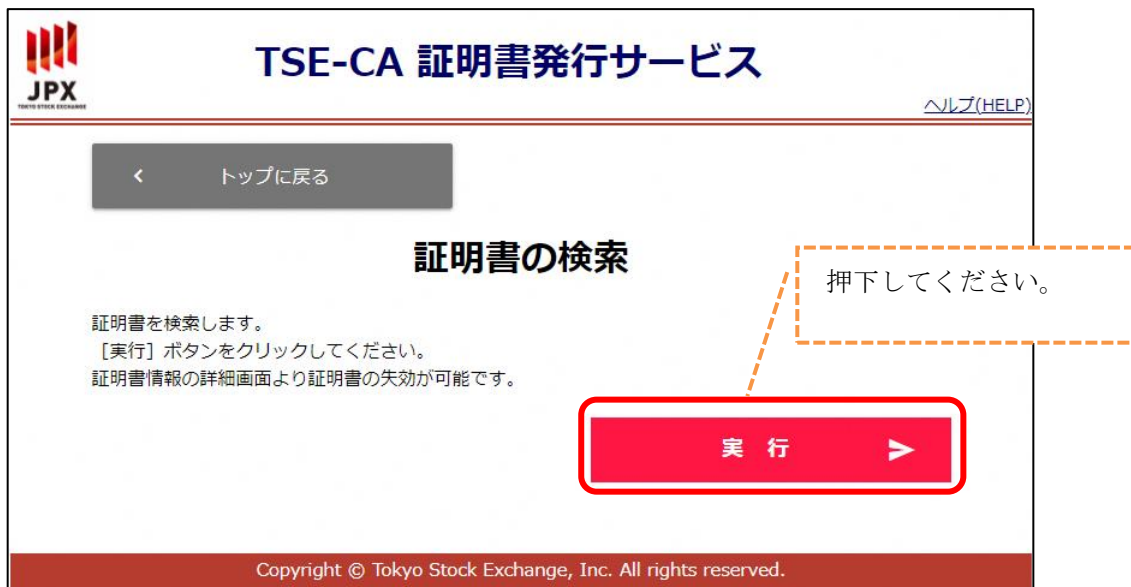 JPX
TOKYO STOCK EXCHANGE
TSE-CA 証明書発行サービス
ヘルプ(HELP)
トップに戻る
証明書の検索
押下してください。
証明書を検索します。
［実行］ボタンをクリックしてください。
証明書情報の詳細画面より証明書の失効が可能です。
実 行
Copyright © Tokyo Stock Exchange, Inc. All rights reserved.